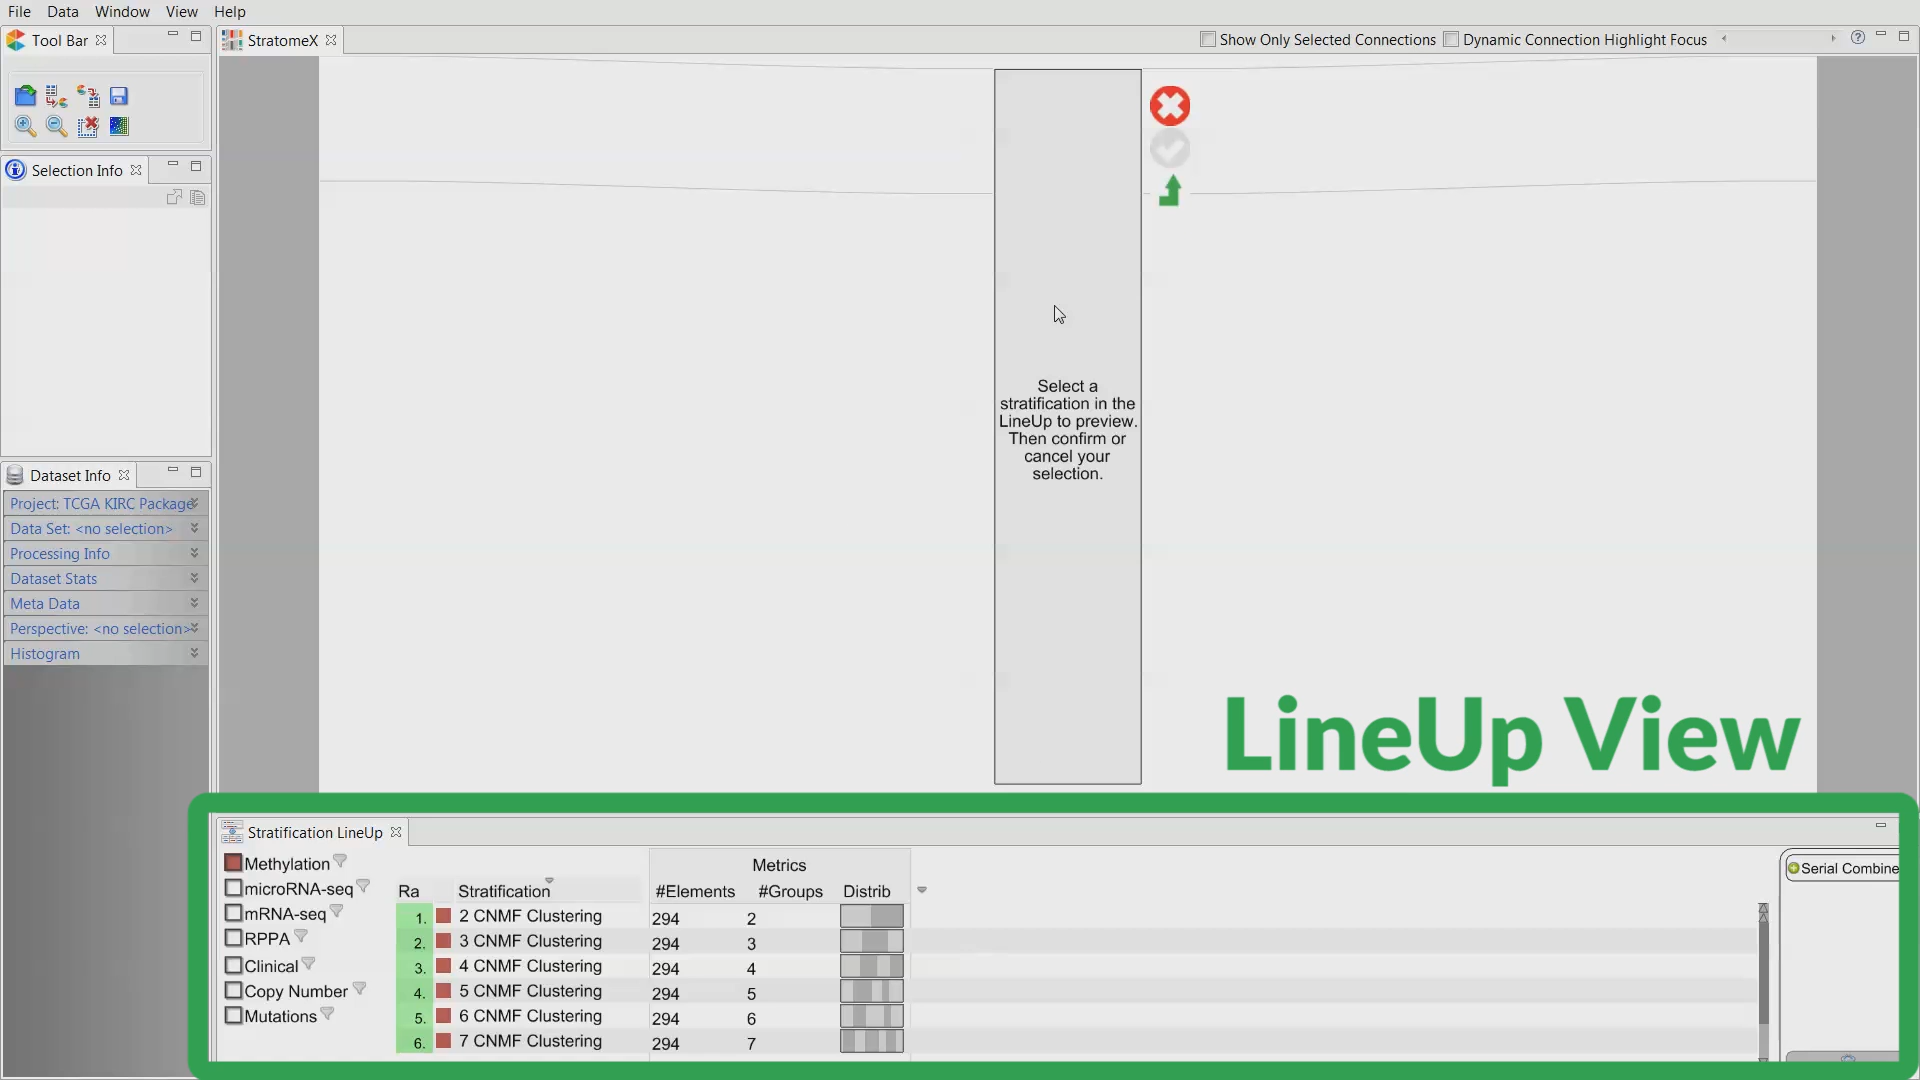 File Data Window View Help
Tool Bar
StratomeX
Show Only Selected Connections
Dynamic Connection Highlight Focus
Selection Info
Select a
stratification in the
LineUp to preview.
Then confirm or
cancel your
selection.
Dataset Info
Project: TCGA KIRC Package
Data Set: <no selection>
Processing Info
Dataset Stats
Meta Data
Perspective: <no selection>
Histogram
LineUp View
Stratification LineUp
Methylation
microRNA-seq
mRNA-seq
RPPA
Clinical
Copy Number
Mutations
Metrics
Ra Stratification #Elements #Groups Distrib
1. 2 CNMF Clustering 294 2
2. 3 CNMF Clustering 294 3
3. 4 CNMF Clustering 294 4
4. 5 CNMF Clustering 294 5
5. 6 CNMF Clustering 294 6
6. 7 CNMF Clustering 294 7
Serial Combine